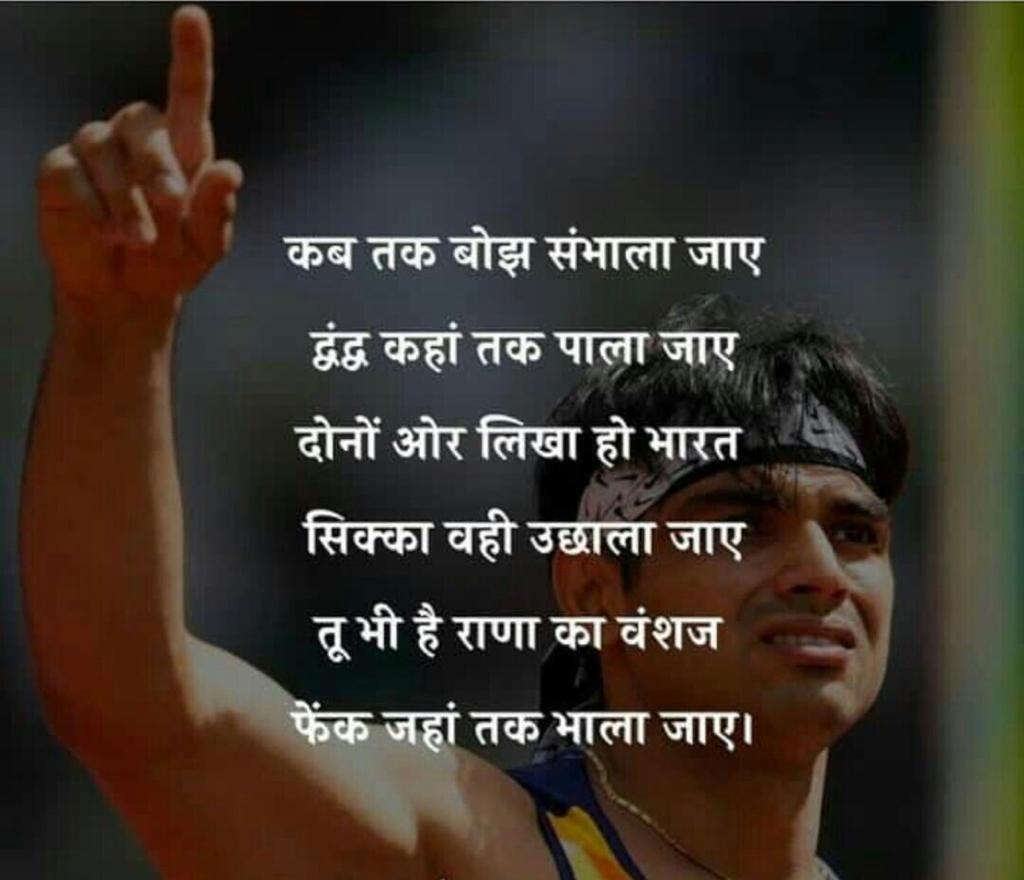 कब तक बोझ संभाला जाए
द्वंद्व कहां तक पाला जाए
दोनों ओर लिखा हो भारत
सिक्का वही उछाला जाए
तू भी है राणा का वंशज
फेंक जहां तक भाला जाए।